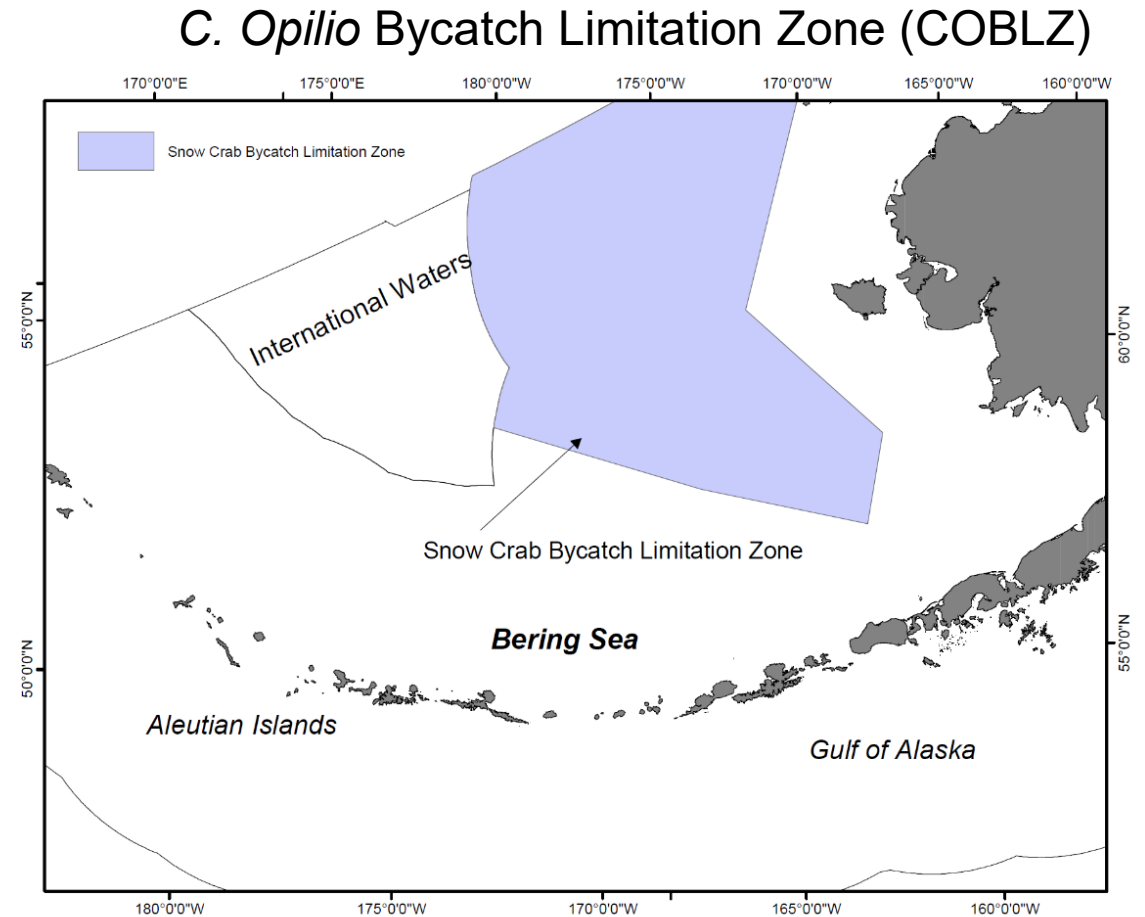 C. Opilio Bycatch Limitation Zone (COBLZ)
170°0'0"E
175°0'0"E
180°0'0"W
175°0'0"W
170°0'0"W
165°0'0"W
160°0'0"W
Snow Crab Bycatch Limitation Zone
International Waters
55°0'0"N
60°0'0"N
Snow Crab Bycatch Limitation Zone
Bering Sea
50°0'0"N
55°0'0"N
Aleutian Islands
Gulf of Alaska
180°0'0"W
175°0'0"W
170°0'0"W
165°0'0"W
160°0'0"W